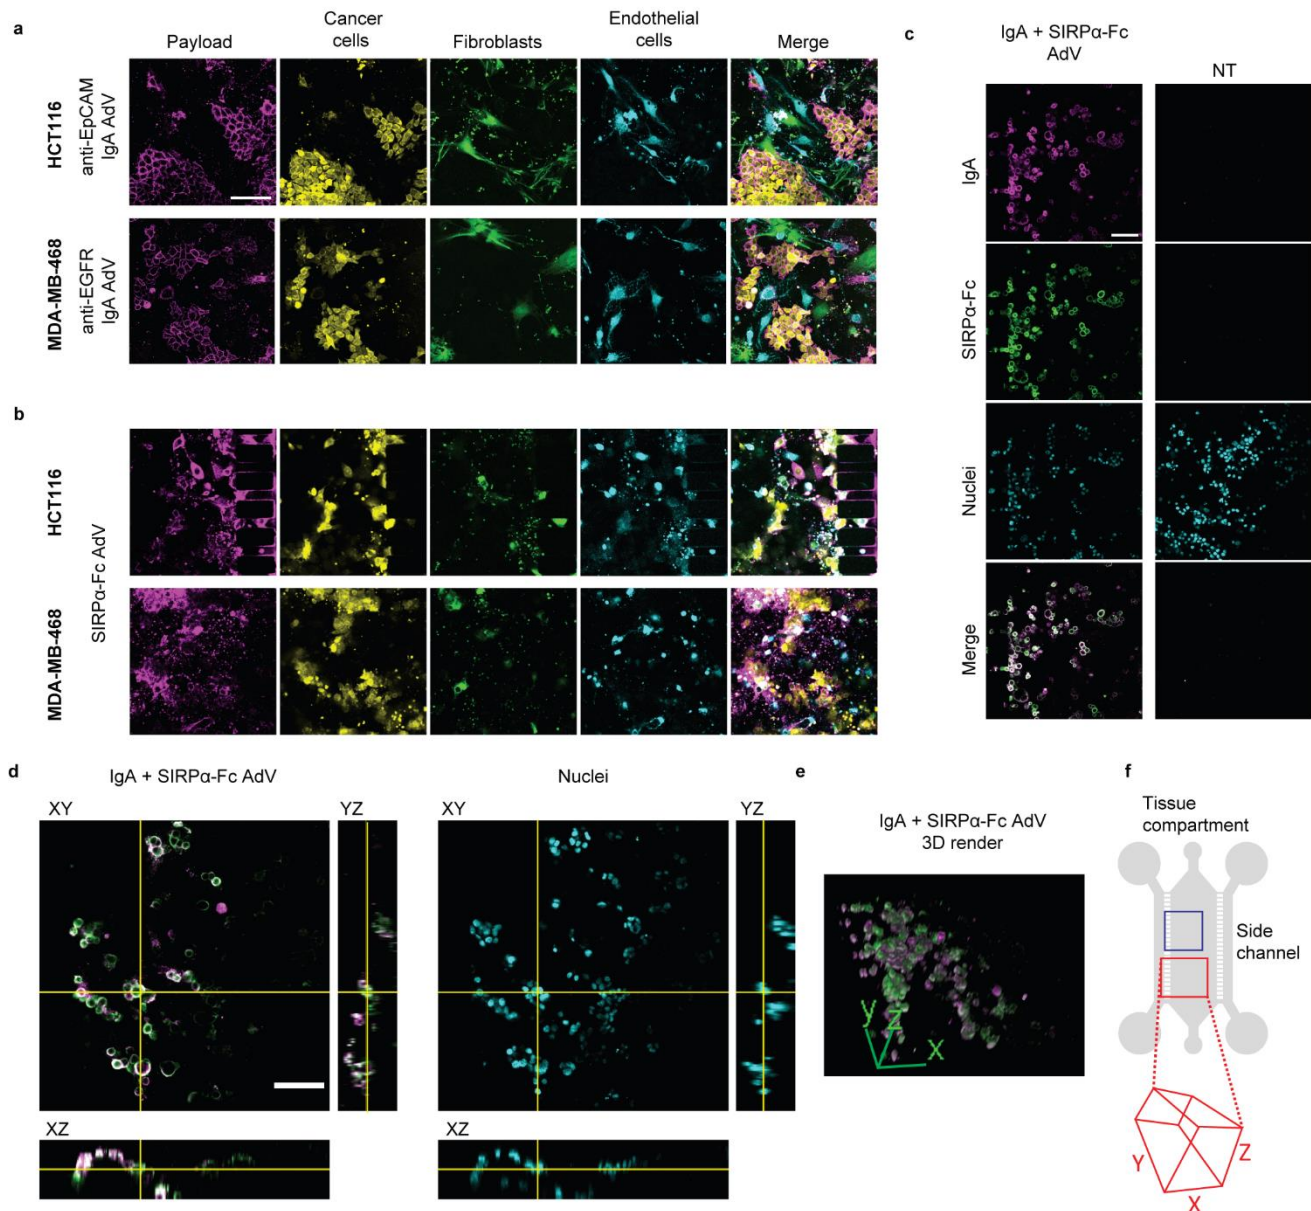 a
Payload
Cancer
cells
Fibroblasts
Endothelial
cells
Merge
HCT116
anti-EpCAM
IgA AdV
MDA-MB-468
anti-EGFR
IgA AdV
b
HCT116
MDA-MB-468
SIRPα-Fc AdV
c
IgA + SIRPα-Fc
AdV
NT
IgA
SIRPα-Fc
Nuclei
Merge
d
IgA + SIRPα-Fc AdV
XY
YZ
XZ
Nuclei
XY
YZ
XZ
e
IgA + SIRPα-Fc AdV
3D render
y
Z
X
f
Tissue
compartment
Side
channel
Y
X
Z